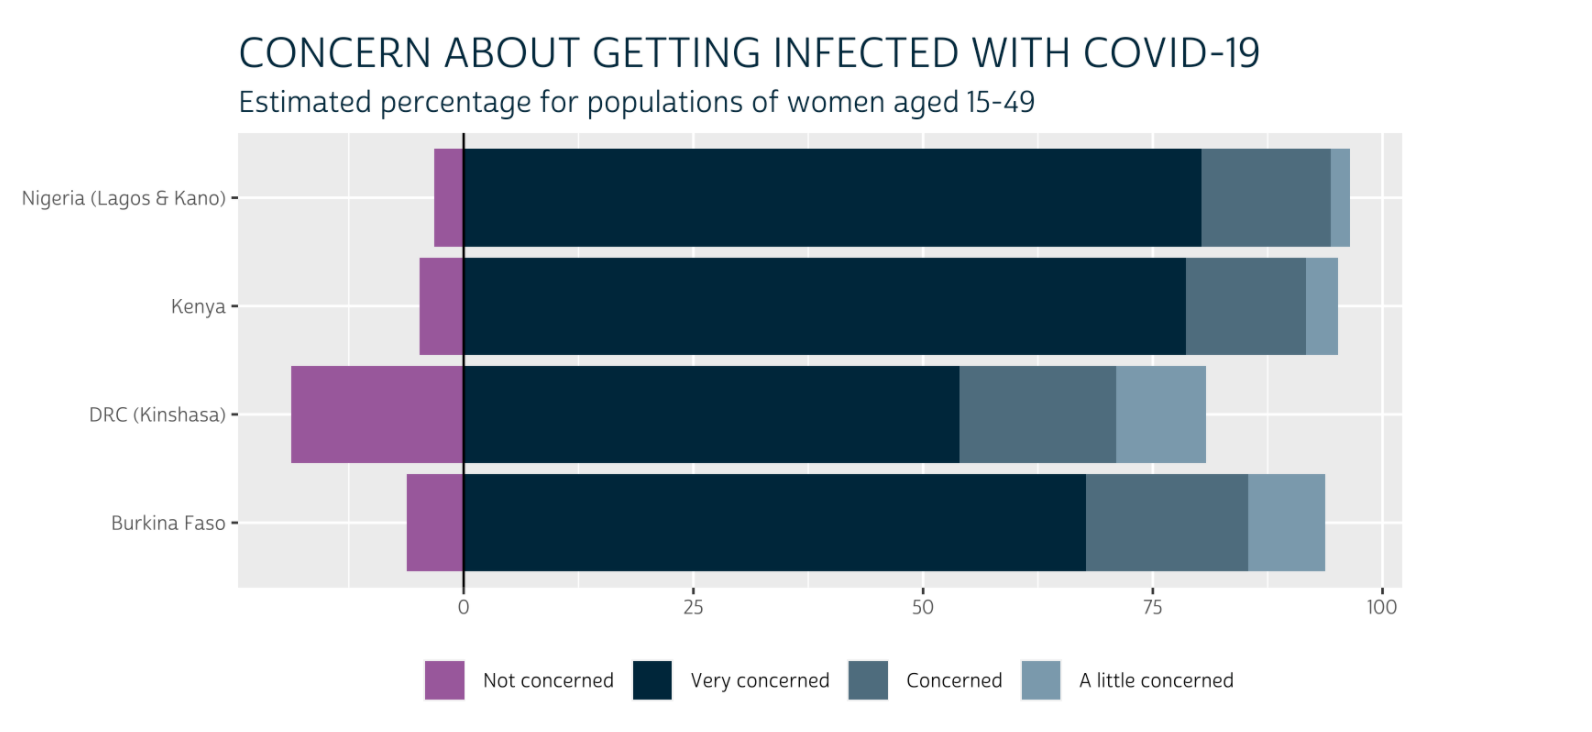 CONCERN ABOUT GETTING INFECTED WITH COVID-19
Estimated percentage for populations of women aged 15-49
Nigeria (Lagos & Kano)
Kenya
DRC (Kinshasa)
Burkina Faso
0 25 50 75 100
Not concerned Very concerned Concerned A little concerned